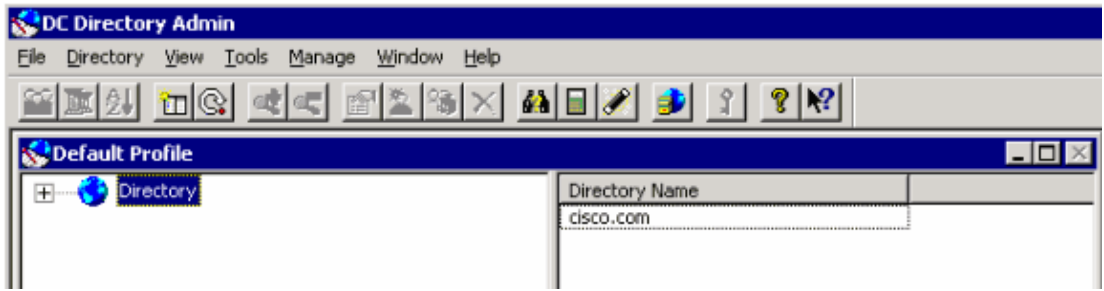 DC Directory Admin
File Directory View Tools Manage Window Help
Default Profile
Directory
Directory Name
cisco.com